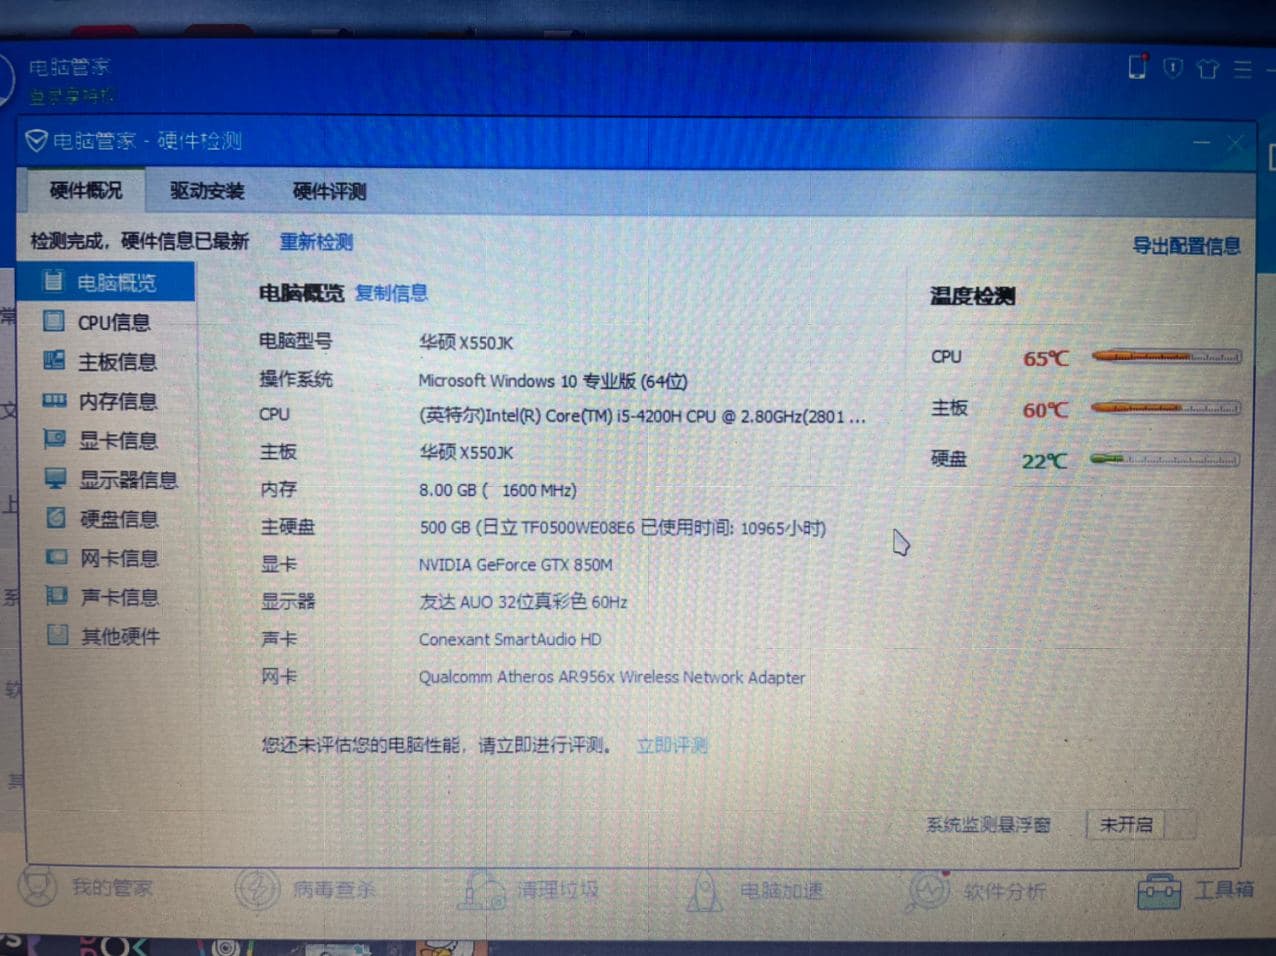 电脑管家
登录享特权
电脑管家 - 硬件检测
硬件概况 驱动安装 硬件评测
检测完成，硬件信息已最新 重新检测 导出配置信息
电脑概览
CPU信息
主板信息
内存信息
显卡信息
显示器信息
硬盘信息
网卡信息
声卡信息
其他硬件
电脑概览 复制信息
电脑型号 华硕 X550JK
操作系统 Microsoft Windows 10 专业版 (64位)
CPU (英特尔)Intel(R) Core(TM) i5-4200H CPU @ 2.80GHz(2801 ...
主板 华硕 X550JK
内存 8.00 GB ( 1600 MHz)
主硬盘 500 GB (日立 TF0500WE08E6 已使用时间: 10965小时)
显卡 NVIDIA GeForce GTX 850M
显示器 友达 AUO 32位真彩色 60Hz
声卡 Conexant SmartAudio HD
网卡 Qualcomm Atheros AR956x Wireless Network Adapter
您还未评估您的电脑性能，请立即进行评测。 立即评测
温度检测
CPU 65℃
主板 60℃
硬盘 22℃
系统监测悬浮窗 未开启
我的管家 病毒查杀 清理垃圾 电脑加速 软件分析 工具箱